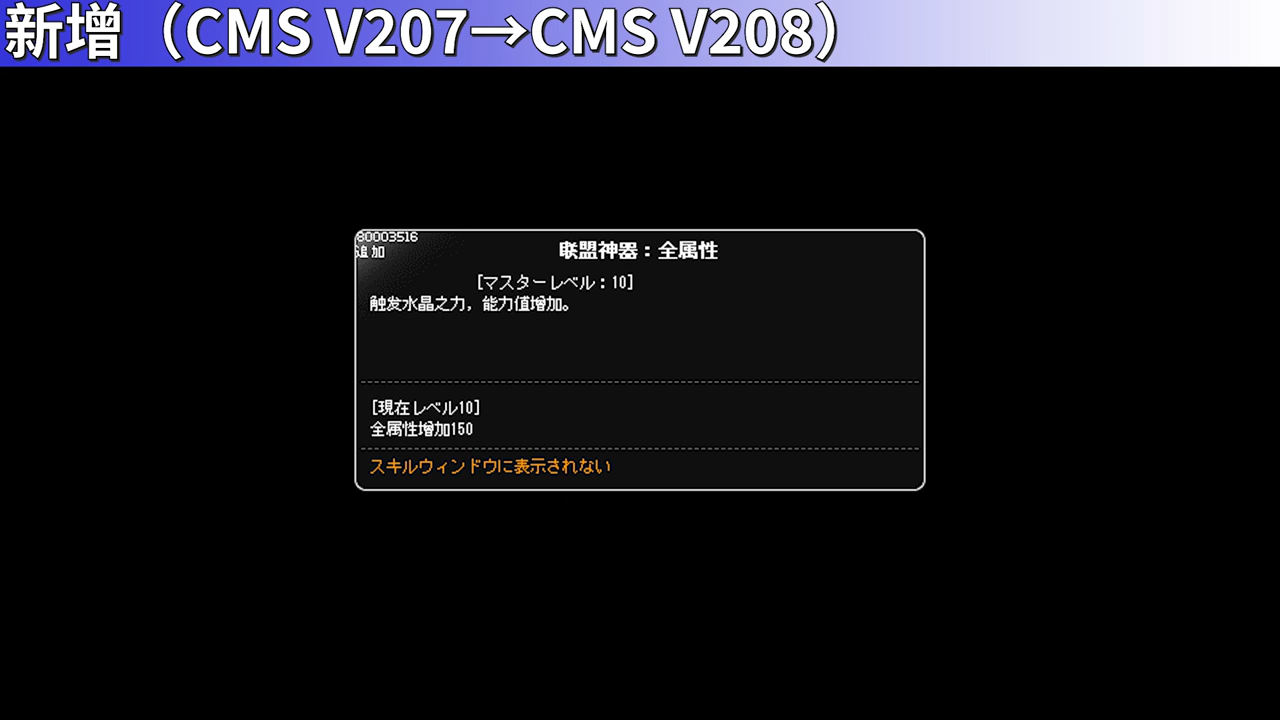 新增（CMS V207→CMS V208）
80003516
追加
联盟神器：全属性
[マスターレベル：10]
触发水晶之力，能力值增加。
[現在レベル10]
全属性增加150
スキルウィンドウに表示されない